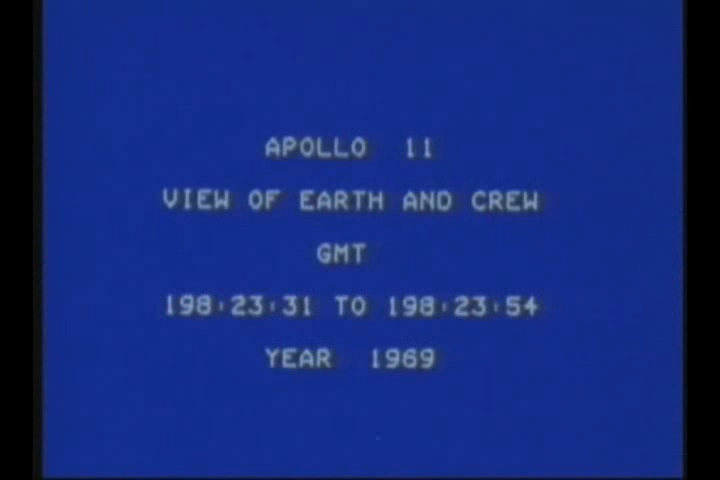 APOLLO 11
VIEW OF EARTH AND CREW
GMT
198:23:31 TO 198:23:54
YEAR 1969